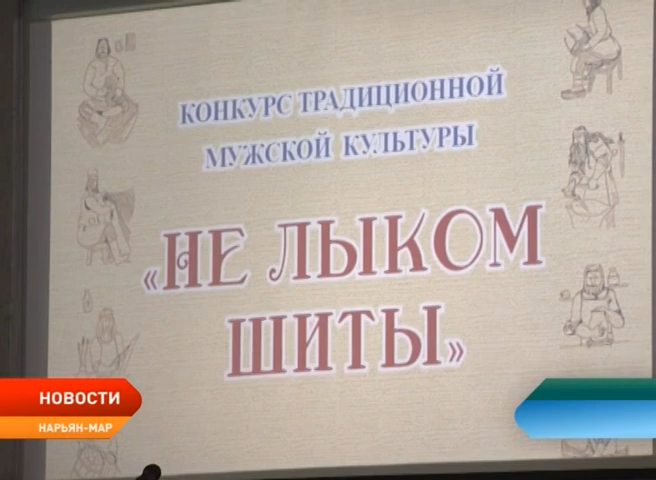 КОНКУРС ТРАДИЦИОННОЙ
МУЖСКОЙ КУЛЬТУРЫ
«НЕ ЛЫКОМ
ШИТЫ»
НОВОСТИ
НАРЬЯН-МАР